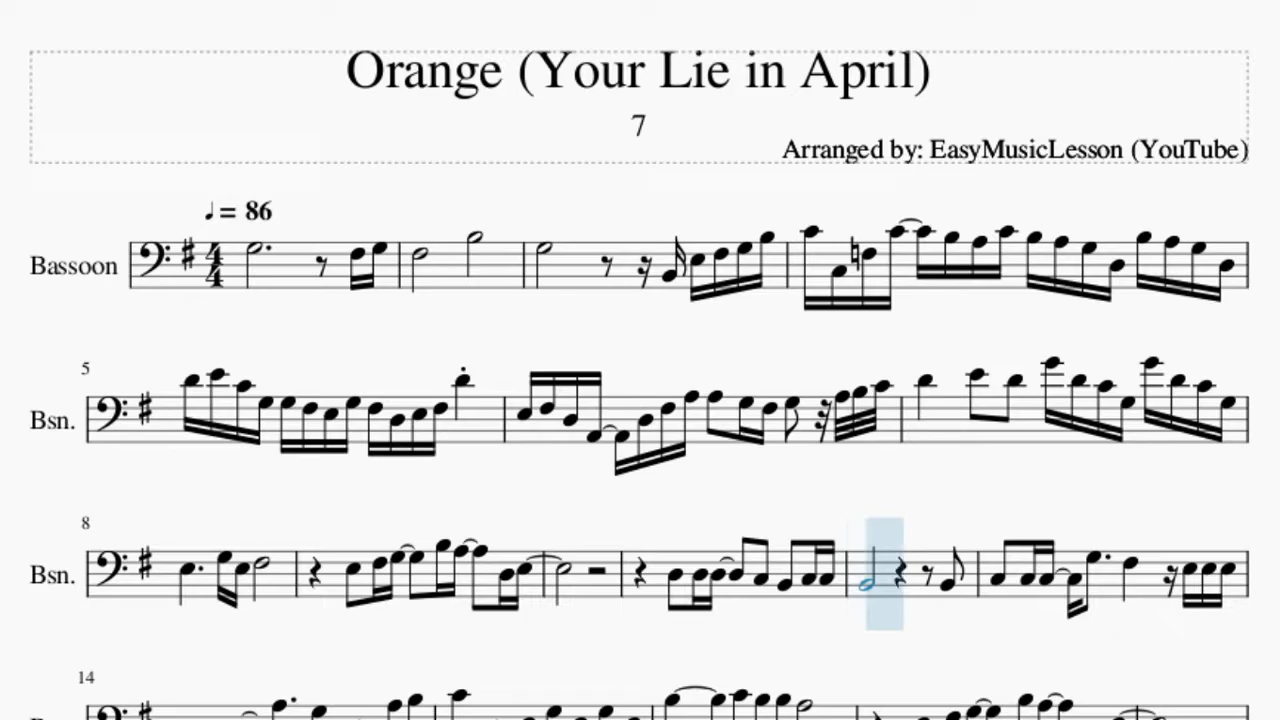 Orange (Your Lie in April)
7
Arranged by: EasyMusicLesson (YouTube)
♩ = 86
Bassoon
5
Bsn.
8
Bsn.
14